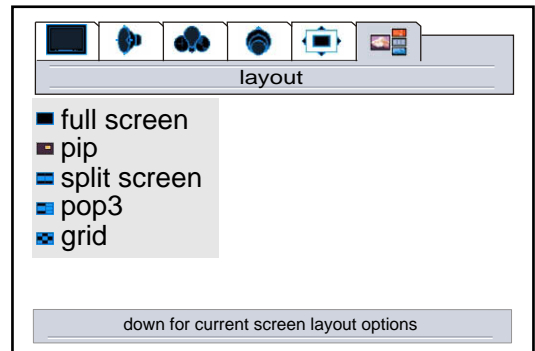 layout
full screen
pip
split screen
pop3
grid
down for current screen layout options